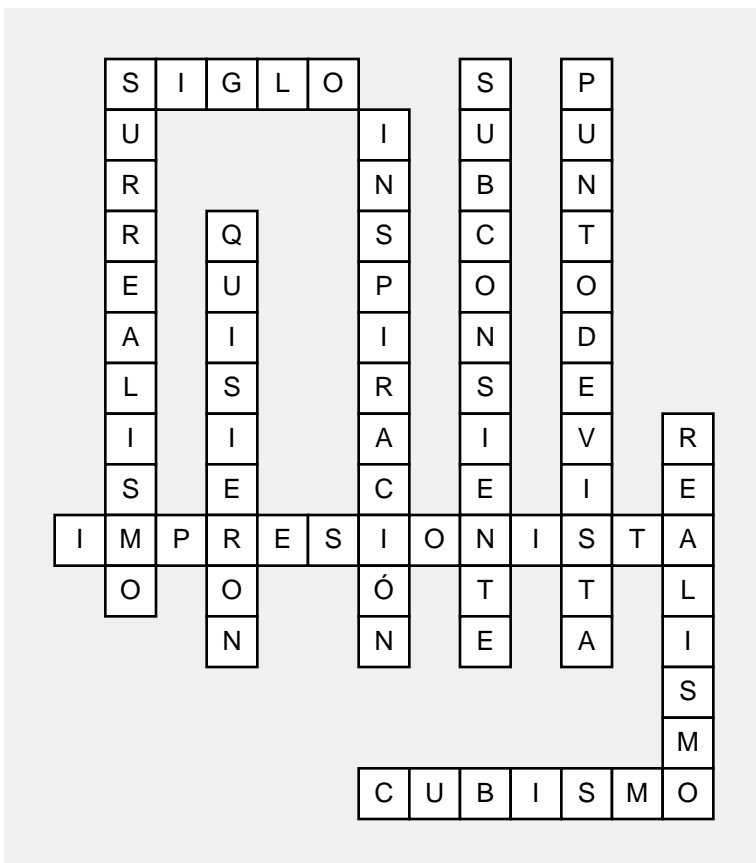 SIGLO
SURREALISMO
SUBCONSIENTE
PUNTODEVISTA
INSPIRACIÓN
QUISIERON
REALISMO
IMPRESIONISTA
CUBISMO